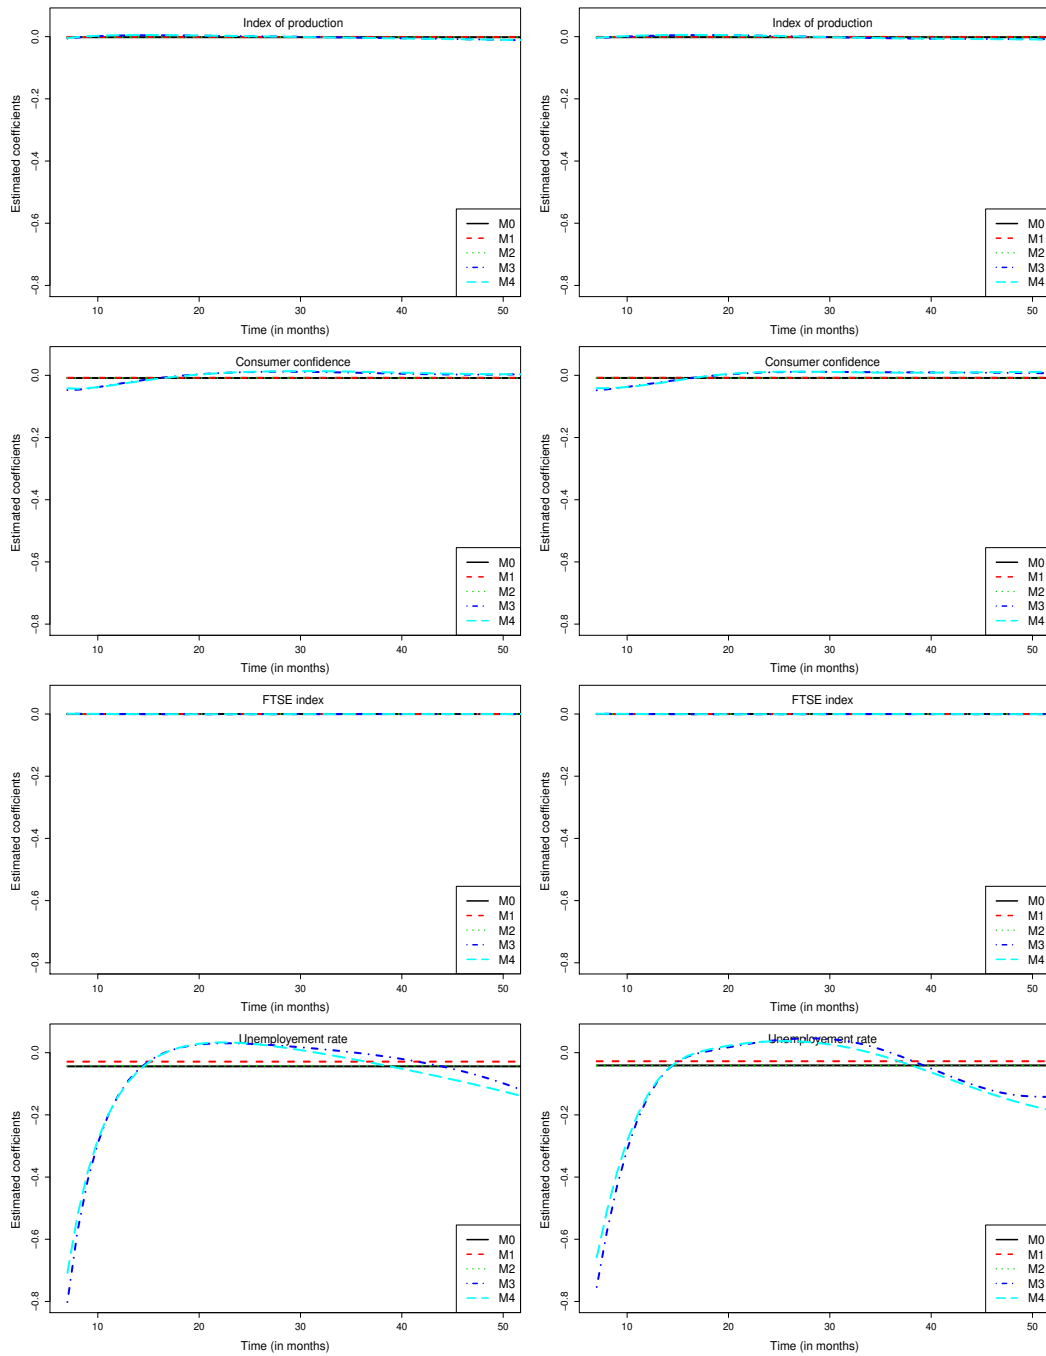 Index of production
Estimated coefficients
0.0
−0.2
−0.4
−0.6
−0.8
M0
M1
M2
M3
M4
10 20 30 40 50
Time (in months)
Index of production
Estimated coefficients
0.0
−0.2
−0.4
−0.6
−0.8
M0
M1
M2
M3
M4
10 20 30 40 50
Time (in months)
Consumer confidence
Estimated coefficients
0.0
−0.2
−0.4
−0.6
−0.8
M0
M1
M2
M3
M4
10 20 30 40 50
Time (in months)
Consumer confidence
Estimated coefficients
0.0
−0.2
−0.4
−0.6
−0.8
M0
M1
M2
M3
M4
10 20 30 40 50
Time (in months)
FTSE index
Estimated coefficients
0.0
−0.2
−0.4
−0.6
−0.8
M0
M1
M2
M3
M4
10 20 30 40 50
Time (in months)
FTSE index
Estimated coefficients
0.0
−0.2
−0.4
−0.6
−0.8
M0
M1
M2
M3
M4
10 20 30 40 50
Time (in months)
Unemployement rate
Estimated coefficients
0.0
−0.2
−0.4
−0.6
−0.8
M0
M1
M2
M3
M4
10 20 30 40 50
Time (in months)
Unemployement rate
Estimated coefficients
0.0
−0.2
−0.4
−0.6
−0.8
M0
M1
M2
M3
M4
10 20 30 40 50
Time (in months)